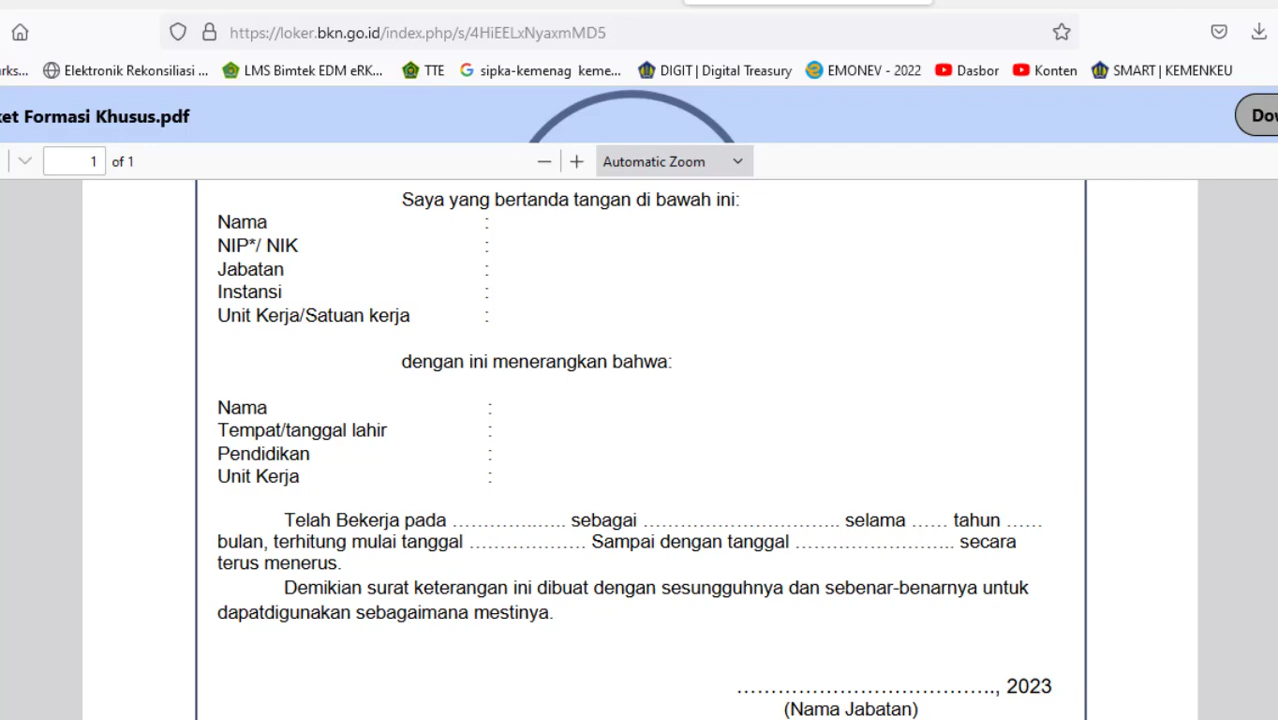 https://loker.bkn.go.id/index.php/s/4HiEELxNyaxmMD5
rks... Elektronik Rekonsiliasi ... LMS Bimtek EDM eRK... TTE sipka-kemenag keme... DIGIT | Digital Treasury EMONEV - 2022 Dasbor Konten SMART | KEMENKEU
ket Formasi Khusus.pdf Dow
1 of 1 Automatic Zoom
Saya yang bertanda tangan di bawah ini:
Nama :
NIP*/ NIK :
Jabatan :
Instansi :
Unit Kerja/Satuan kerja :
dengan ini menerangkan bahwa:
Nama :
Tempat/tanggal lahir :
Pendidikan :
Unit Kerja :
Telah Bekerja pada ………….…... sebagai …………………………. selama …… tahun ……
bulan, terhitung mulai tanggal ………………. Sampai dengan tanggal …………………….. secara
terus menerus.
Demikian surat keterangan ini dibuat dengan sesungguhnya dan sebenar-benarnya untuk
dapatdigunakan sebagaimana mestinya.
………………………………….., 2023
(Nama Jabatan)